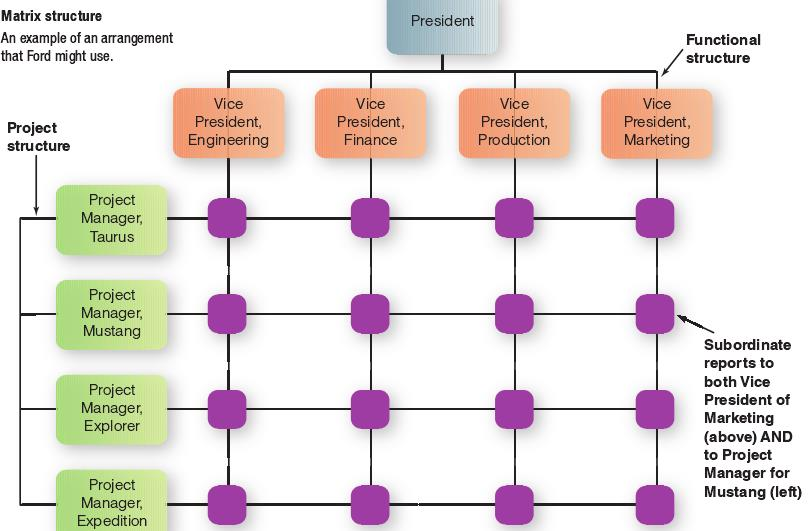 Matrix structure
An example of an arrangement
that Ford might use.
President
Functional
structure
Vice
President,
Engineering
Vice
President,
Finance
Vice
President,
Production
Vice
President,
Marketing
Project
structure
Project
Manager,
Taurus
Project
Manager,
Mustang
Subordinate
reports to
both Vice
President of
Marketing
(above) AND
to Project
Manager for
Mustang (left)
Project
Manager,
Explorer
Project
Manager,
Expedition